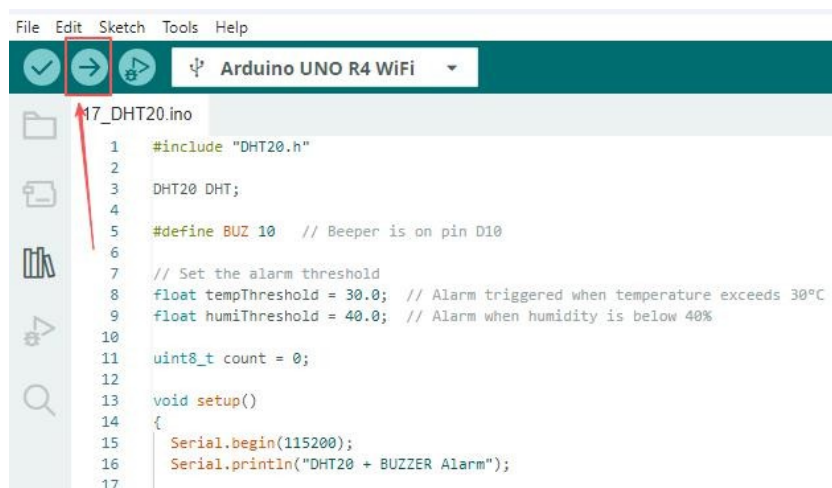 File Edit Sketch Tools Help
Arduino UNO R4 WiFi
17_DHT20.ino
1 #include "DHT20.h"
2
3 DHT20 DHT;
4
5 #define BUZ 10 // Beeper is on pin D10
6
7 // Set the alarm threshold
8 float tempThreshold = 30.0; // Alarm triggered when temperature exceeds 30°C
9 float humiThreshold = 40.0; // Alarm when humidity is below 40%
10
11 uint8_t count = 0;
12
13 void setup()
14 {
15 Serial.begin(115200);
16 Serial.println("DHT20 + BUZZER Alarm");
17